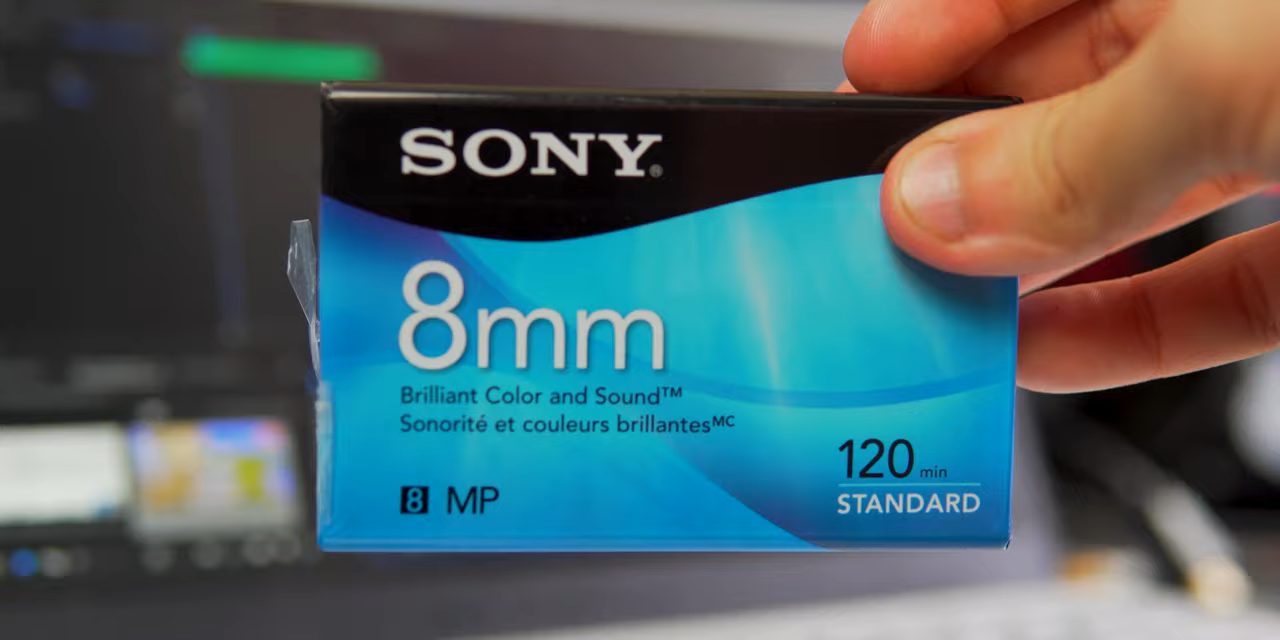 SONY®
8mm
Brilliant Color and Sound™
Sonorité et couleurs brillantesᴹᶜ
8 MP
120 min
STANDARD